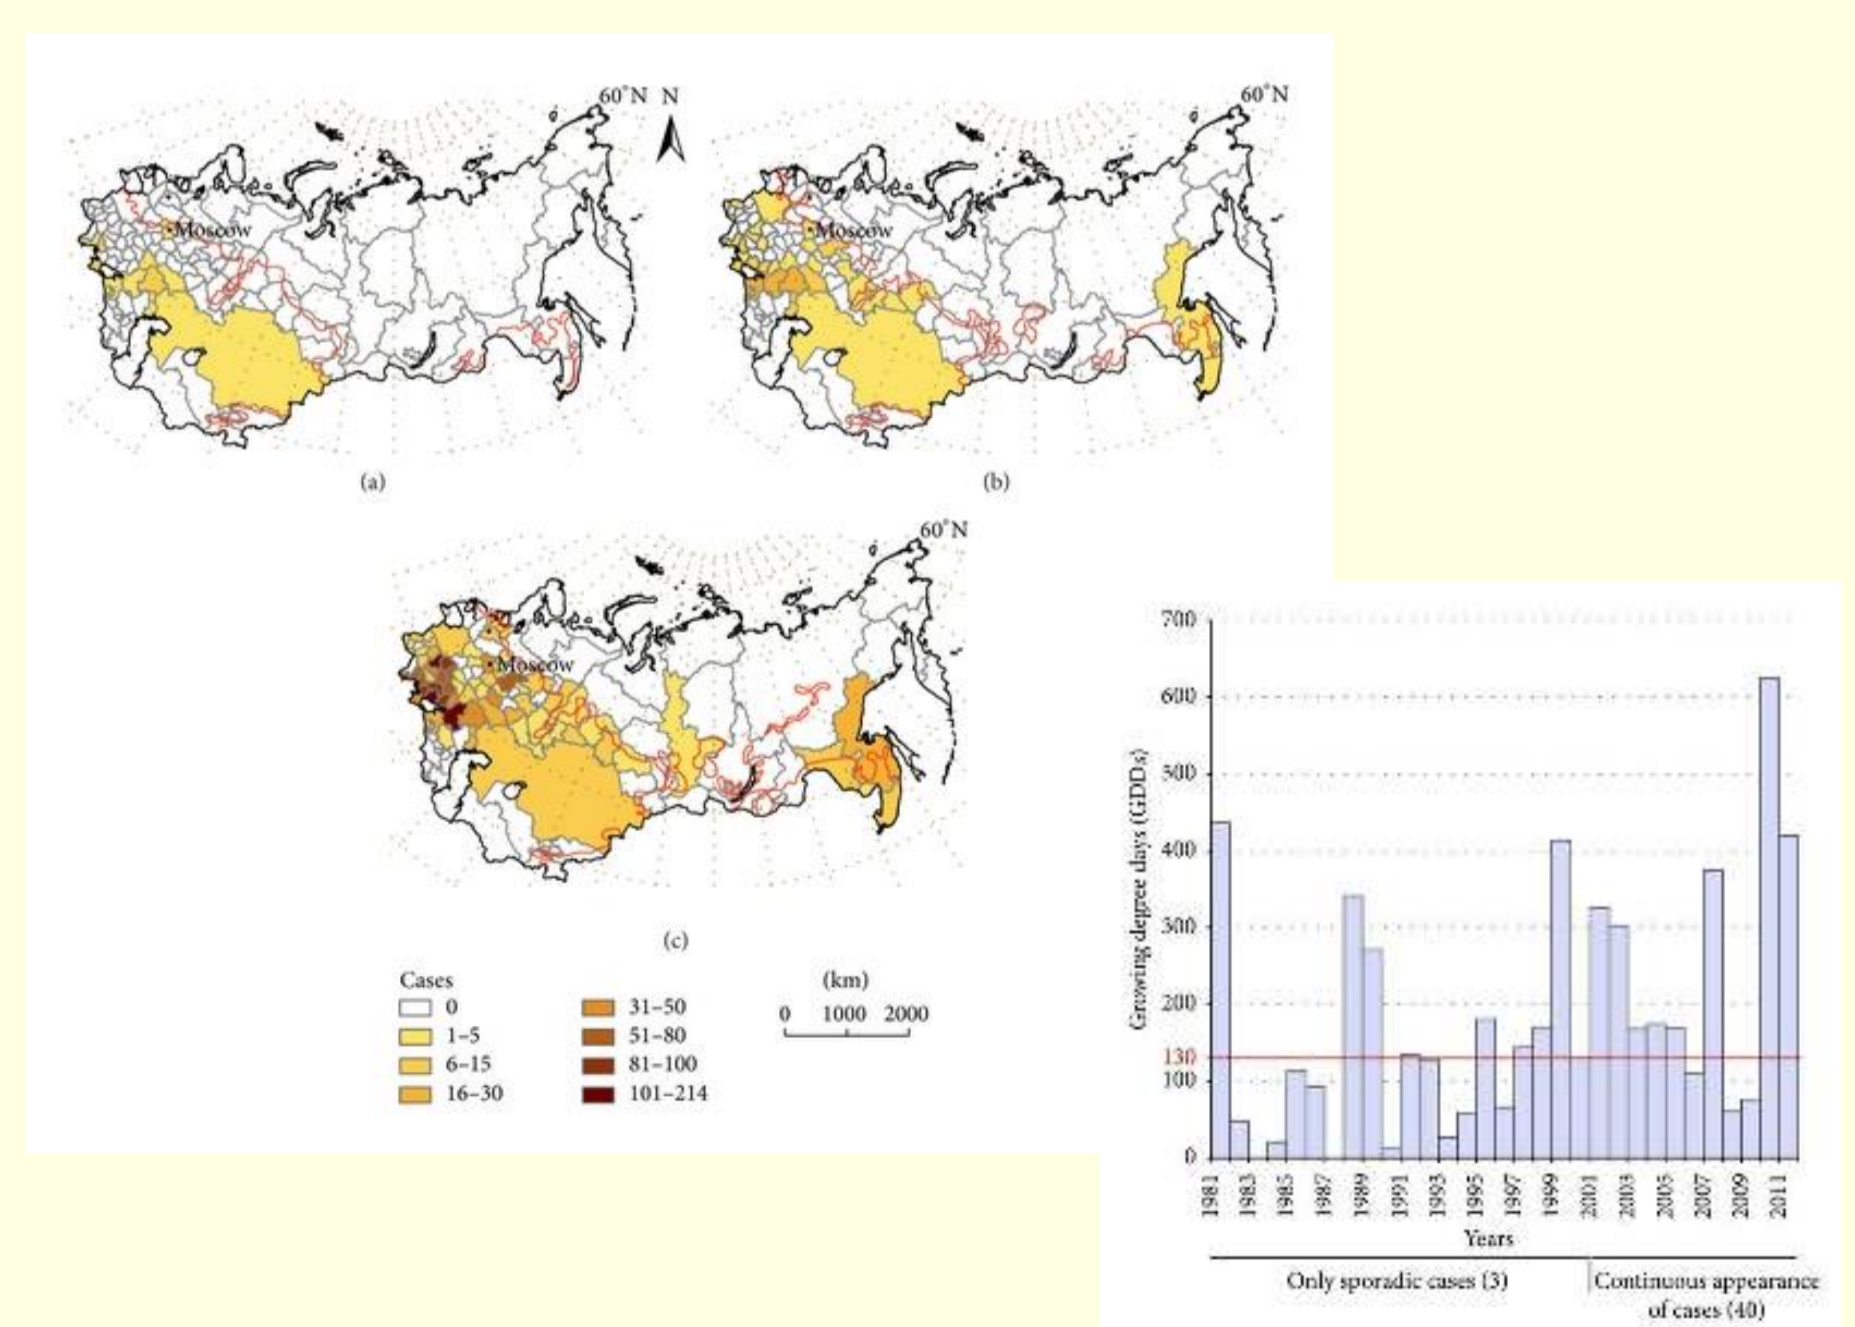 60°N N
Moscow
(a)
60°N
Moscow
(b)
60°N
Moscow
(c)
Cases
0
1–5
6–15
16–30
31–50
51–80
81–100
101–214
(km)
0 1000 2000
Growing degree days (GDDs)
700
600
500
400
300
200
130
100
0
1981
1983
1985
1987
1989
1991
1993
1995
1997
1999
2001
2003
2005
2007
2009
2011
Years
Only sporadic cases (3)
Continuous appearance
of cases (40)